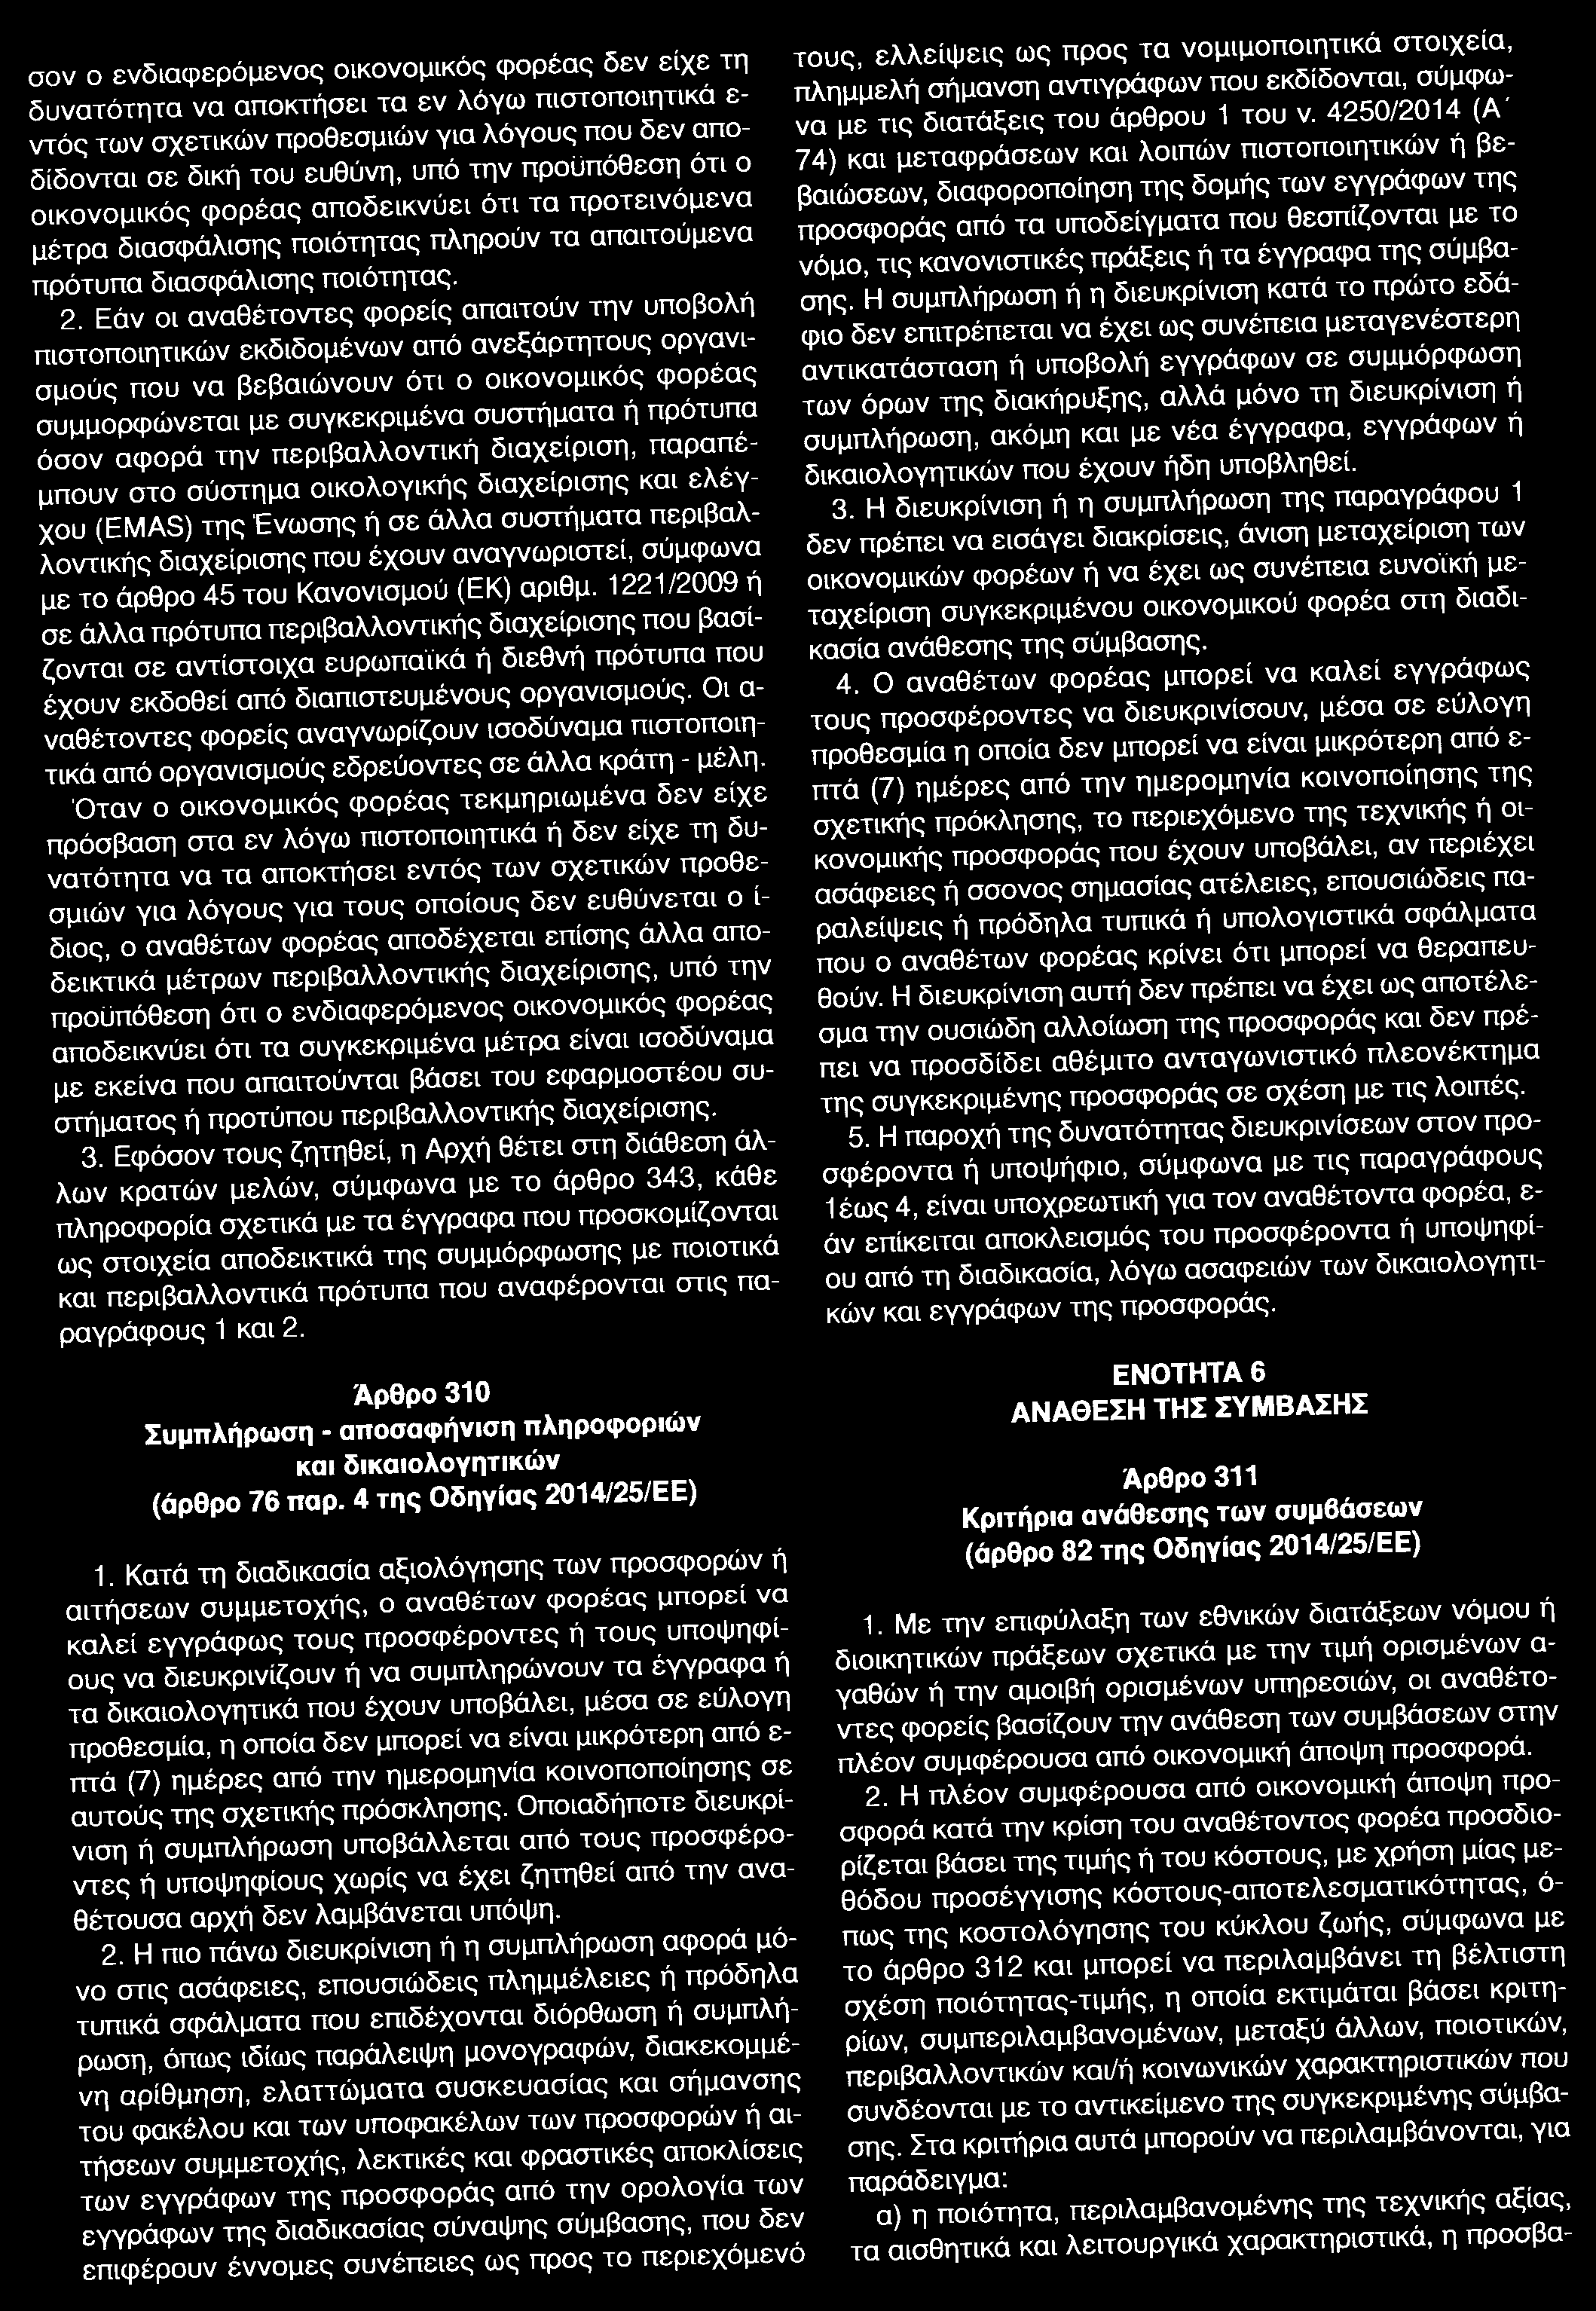 σον ο ενδιαφερόμενος οικονομικός φορέας δεν είχε τη
δυνατότητα να αποκτήσει τα εν λόγω πιστοποιητικά ε-
ντός των σχετικών προθεσμιών για λόγους που δεν απο-
δίδονται σε δική του ευθύνη, υπό την προϋπόθεση ότι ο
οικονομικός φορέας αποδεικνύει ότι τα προτεινόμενα
μέτρα διασφάλισης ποιότητας πληρούν τα απαιτούμενα
πρότυπα διασφάλισης ποιότητας.
2. Εάν οι αναθέτοντες φορείς απαιτούν την υποβολή
πιστοποιητικών εκδιδομένων από ανεξάρτητους οργανι-
σμούς που να βεβαιώνουν ότι ο οικονομικός φορέας
συμμορφώνεται με συγκεκριμένα συστήματα ή πρότυπα
όσον αφορά την περιβαλλοντική διαχείριση, παραπέ-
μπουν στο σύστημα οικολογικής διαχείρισης και ελέγ-
χου (EMAS) της Ένωσης ή σε άλλα συστήματα περιβαλ-
λοντικής διαχείρισης που έχουν αναγνωριστεί, σύμφωνα
με το άρθρο 45 του Κανονισμού (ΕΚ) αριθμ. 1221/2009 ή
σε άλλα πρότυπα περιβαλλοντικής διαχείρισης που βασί-
ζονται σε αντίστοιχα ευρωπαϊκά ή διεθνή πρότυπα που
έχουν εκδοθεί από διαπιστευμένους οργανισμούς. Οι α-
ναθέτοντες φορείς αναγνωρίζουν ισοδύναμα πιστοποιη-
τικά από οργανισμούς εδρεύοντες σε άλλα κράτη - μέλη.
Όταν ο οικονομικός φορέας τεκμηριωμένα δεν είχε
πρόσβαση στα εν λόγω πιστοποιητικά ή δεν είχε τη δυ-
νατότητα να τα αποκτήσει εντός των σχετικών προθε-
σμιών για λόγους για τους οποίους δεν ευθύνεται ο ί-
διος, ο αναθέτων φορέας αποδέχεται επίσης άλλα απο-
δεικτικά μέτρων περιβαλλοντικής διαχείρισης, υπό την
προϋπόθεση ότι ο ενδιαφερόμενος οικονομικός φορέας
αποδεικνύει ότι τα συγκεκριμένα μέτρα είναι ισοδύναμα
με εκείνα που απαιτούνται βάσει του εφαρμοστέου συ-
στήματος ή προτύπου περιβαλλοντικής διαχείρισης.
3. Εφόσον τους ζητηθεί, η Αρχή θέτει στη διάθεση άλ-
λων κρατών μελών, σύμφωνα με το άρθρο 343, κάθε
πληροφορία σχετικά με τα έγγραφα που προσκομίζονται
ως στοιχεία αποδεικτικά της συμμόρφωσης με ποιοτικά
και περιβαλλοντικά πρότυπα που αναφέρονται στις πα-
ραγράφους 1 και 2.
Άρθρο 310
Συμπλήρωση - αποσαφήνιση πληροφοριών
και δικαιολογητικών
(άρθρο 76 παρ. 4 της Οδηγίας 2014/25/ΕΕ)
1. Κατά τη διαδικασία αξιολόγησης των προσφορών ή
αιτήσεων συμμετοχής, ο αναθέτων φορέας μπορεί να
καλεί εγγράφως τους προσφέροντες ή τους υποψηφί-
ους να διευκρινίζουν ή να συμπληρώνουν τα έγγραφα ή
τα δικαιολογητικά που έχουν υποβάλει, μέσα σε εύλογη
προθεσμία, η οποία δεν μπορεί να είναι μικρότερη από ε-
πτά (7) ημέρες από την ημερομηνία κοινοποποίησης σε
αυτούς της σχετικής πρόσκλησης. Οποιαδήποτε διευκρί-
νιση ή συμπλήρωση υποβάλλεται από τους προσφέρο-
ντες ή υποψηφίους χωρίς να έχει ζητηθεί από την ανα-
θέτουσα αρχή δεν λαμβάνεται υπόψη.
2. Η πιο πάνω διευκρίνιση ή η συμπλήρωση αφορά μό-
νο στις ασάφειες, επουσιώδεις πλημμέλειες ή πρόδηλα
τυπικά σφάλματα που επιδέχονται διόρθωση ή συμπλή-
ρωση, όπως ιδίως παράλειψη μονογραφών, διακεκομμέ-
νη αρίθμηση, ελαττώματα συσκευασίας και σήμανσης
του φακέλου και των υποφακέλων των προσφορών ή αι-
τήσεων συμμετοχής, λεκτικές και φραστικές αποκλίσεις
των εγγράφων της προσφοράς από την ορολογία των
εγγράφων της διαδικασίας σύναψης σύμβασης, που δεν
επιφέρουν έννομες συνέπειες ως προς το περιεχόμενό
τους, ελλείψεις ως προς τα νομιμοποιητικά στοιχεία,
πλημμελή σήμανση αντιγράφων που εκδίδονται, σύμφω-
να με τις διατάξεις του άρθρου 1 του ν. 4250/2014 (Α΄
74) και μεταφράσεων και λοιπών πιστοποιητικών ή βε-
βαιώσεων, διαφοροποίηση της δομής των εγγράφων της
προσφοράς από τα υποδείγματα που θεσπίζονται με το
νόμο, τις κανονιστικές πράξεις ή τα έγγραφα της σύμβα-
σης. Η συμπλήρωση ή η διευκρίνιση κατά το πρώτο εδά-
φιο δεν επιτρέπεται να έχει ως συνέπεια μεταγενέστερη
αντικατάσταση ή υποβολή εγγράφων σε συμμόρφωση
των όρων της διακήρυξης, αλλά μόνο τη διευκρίνιση ή
συμπλήρωση, ακόμη και με νέα έγγραφα, εγγράφων ή
δικαιολογητικών που έχουν ήδη υποβληθεί.
3. Η διευκρίνιση ή η συμπλήρωση της παραγράφου 1
δεν πρέπει να εισάγει διακρίσεις, άνιση μεταχείριση των
οικονομικών φορέων ή να έχει ως συνέπεια ευνοϊκή με-
ταχείριση συγκεκριμένου οικονομικού φορέα στη διαδι-
κασία ανάθεσης της σύμβασης.
4. Ο αναθέτων φορέας μπορεί να καλεί εγγράφως
τους προσφέροντες να διευκρινίσουν, μέσα σε εύλογη
προθεσμία η οποία δεν μπορεί να είναι μικρότερη από ε-
πτά (7) ημέρες από την ημερομηνία κοινοποίησης της
σχετικής πρόκλησης, το περιεχόμενο της τεχνικής ή οι-
κονομικής προσφοράς που έχουν υποβάλει, αν περιέχει
ασάφειες ή σσονος σημασίας ατέλειες, επουσιώδεις πα-
ραλείψεις ή πρόδηλα τυπικά ή υπολογιστικά σφάλματα
που ο αναθέτων φορέας κρίνει ότι μπορεί να θεραπευ-
θούν. Η διευκρίνιση αυτή δεν πρέπει να έχει ως αποτέλε-
σμα την ουσιώδη αλλοίωση της προσφοράς και δεν πρέ-
πει να προσδίδει αθέμιτο ανταγωνιστικό πλεονέκτημα
της συγκεκριμένης προσφοράς σε σχέση με τις λοιπές.
5. Η παροχή της δυνατότητας διευκρινίσεων στον προ-
σφέροντα ή υποψήφιο, σύμφωνα με τις παραγράφους
1έως 4, είναι υποχρεωτική για τον αναθέτοντα φορέα, ε-
άν επίκειται αποκλεισμός του προσφέροντα ή υποψηφί-
ου από τη διαδικασία, λόγω ασαφειών των δικαιολογητι-
κών και εγγράφων της προσφοράς.
ΕΝΟΤΗΤΑ 6
ΑΝΑΘΕΣΗ ΤΗΣ ΣΥΜΒΑΣΗΣ
Άρθρο 311
Κριτήρια ανάθεσης των συμβάσεων
(άρθρο 82 της Οδηγίας 2014/25/ΕΕ)
1. Με την επιφύλαξη των εθνικών διατάξεων νόμου ή
διοικητικών πράξεων σχετικά με την τιμή ορισμένων α-
γαθών ή την αμοιβή ορισμένων υπηρεσιών, οι αναθέτο-
ντες φορείς βασίζουν την ανάθεση των συμβάσεων στην
πλέον συμφέρουσα από οικονομική άποψη προσφορά.
2. Η πλέον συμφέρουσα από οικονομική άποψη προ-
σφορά κατά την κρίση του αναθέτοντος φορέα προσδιο-
ρίζεται βάσει της τιμής ή του κόστους, με χρήση μίας με-
θόδου προσέγγισης κόστους-αποτελεσματικότητας, ό-
πως της κοστολόγησης του κύκλου ζωής, σύμφωνα με
το άρθρο 312 και μπορεί να περιλαμβάνει τη βέλτιστη
σχέση ποιότητας-τιμής, η οποία εκτιμάται βάσει κριτη-
ρίων, συμπεριλαμβανομένων, μεταξύ άλλων, ποιοτικών,
περιβαλλοντικών και/ή κοινωνικών χαρακτηριστικών που
συνδέονται με το αντικείμενο της συγκεκριμένης σύμβα-
σης. Στα κριτήρια αυτά μπορούν να περιλαμβάνονται, για
παράδειγμα:
α) η ποιότητα, περιλαμβανομένης της τεχνικής αξίας,
τα αισθητικά και λειτουργικά χαρακτηριστικά, η προσβα-